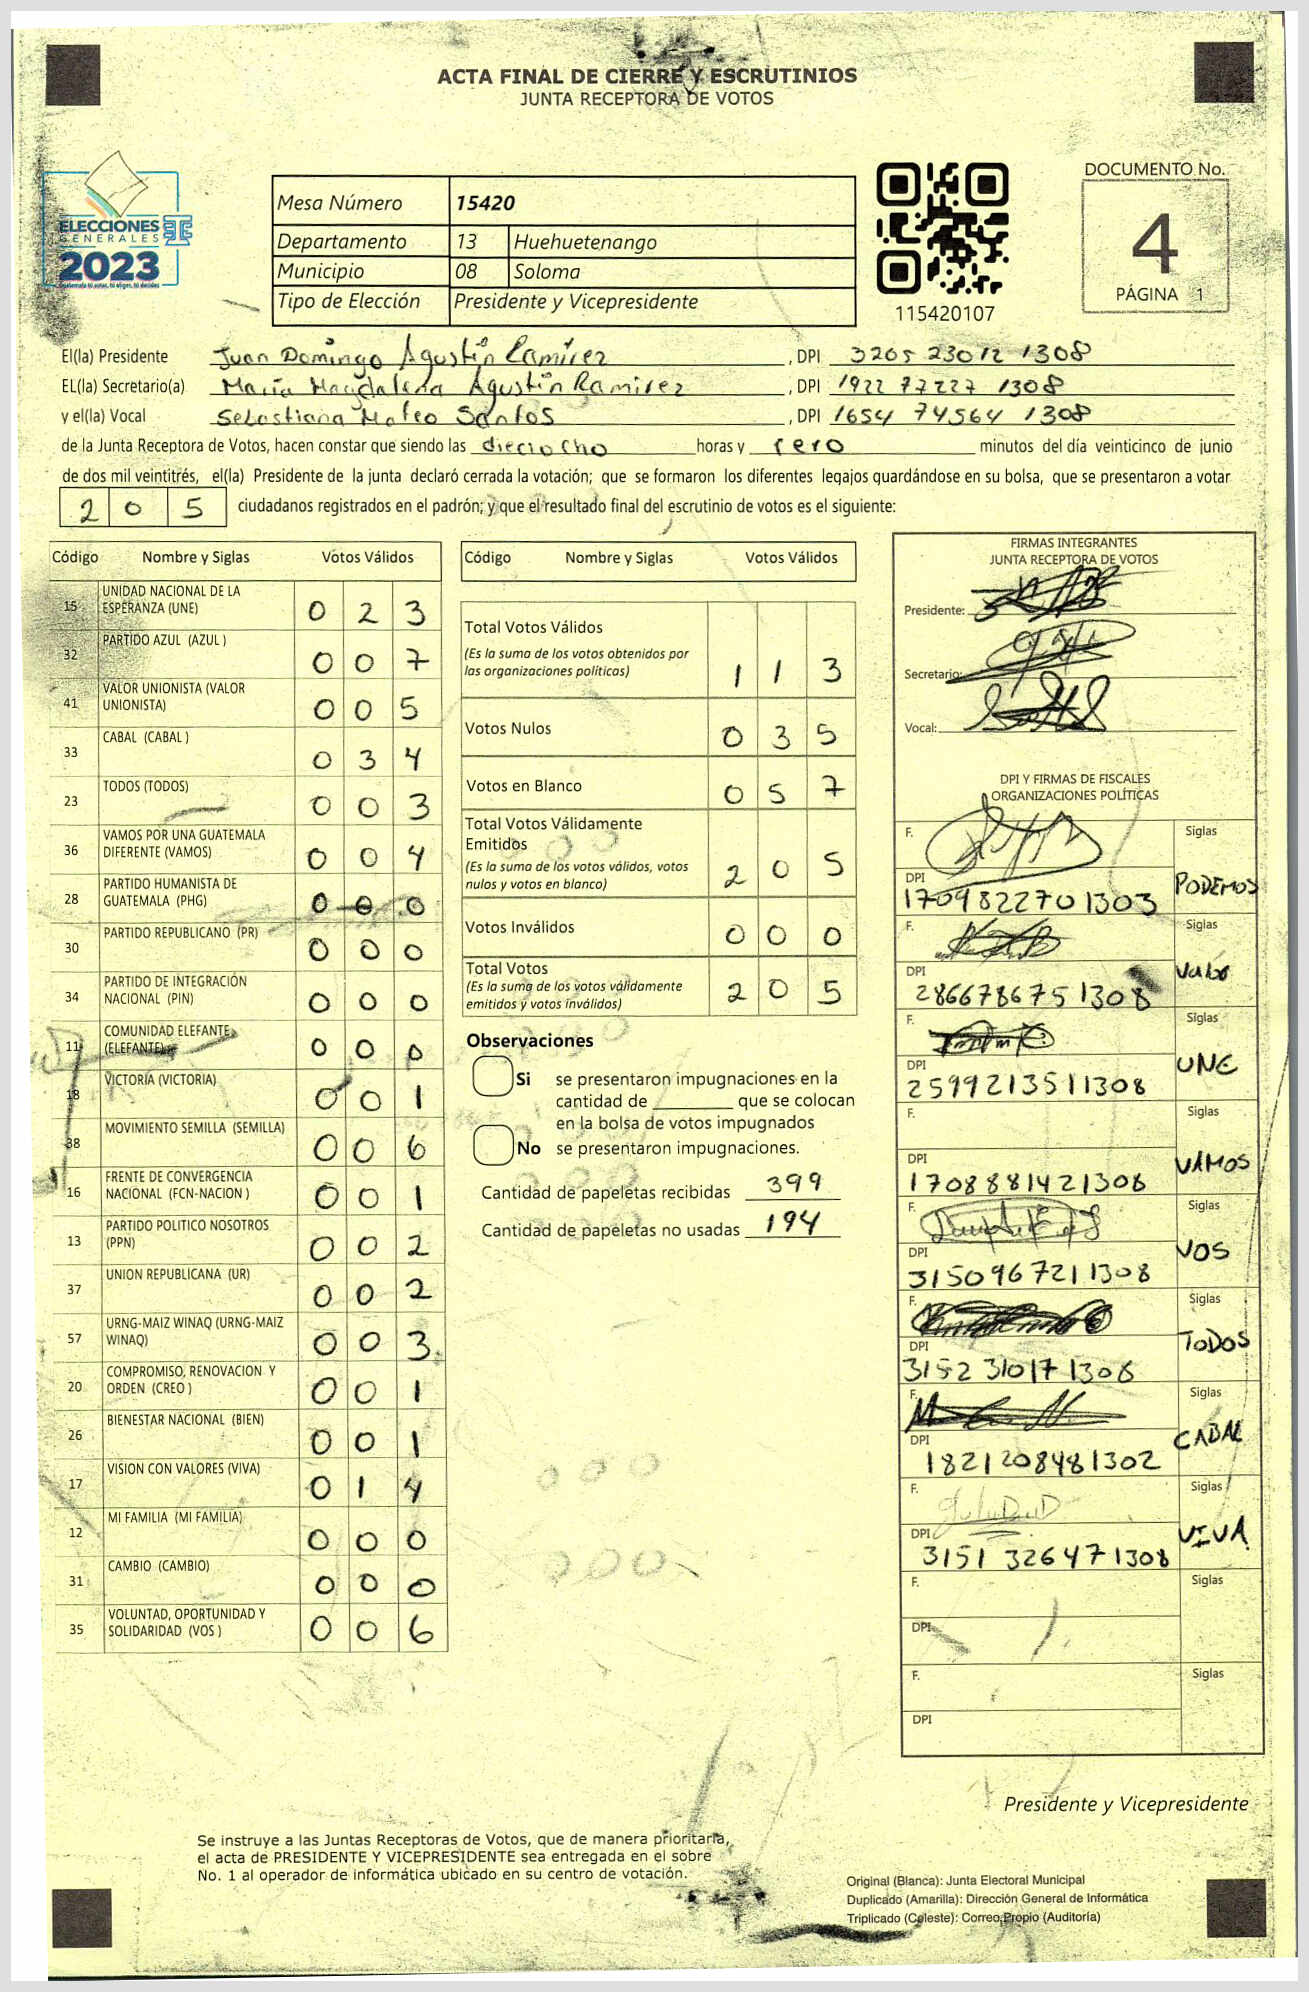 ACTA FINAL DE CIERRE Y ESCRUTINIOS
JUNTA RECEPTORA DE VOTOS
ELECCIONES
GENERALES
2023
Guatemala tú votas, tú eliges, tú decides
Mesa Número 15420
Departamento 13 Huehuetenango
Municipio 08 Soloma
Tipo de Elección Presidente y Vicepresidente
115420107
DOCUMENTO No.
4
PÁGINA 1
El(la) Presidente Juan Domingo Agustín Ramírez , DPI 3205 23012 1308
EL(la) Secretario(a) María Magdalena Agustín Ramirez , DPI 1922 77227 1308
y el(la) Vocal Sebastiana Mateo Santos , DPI 1654 74564 1308
de la Junta Receptora de Votos, hacen constar que siendo las dieciocho horas y cero minutos del día veinticinco de junio
de dos mil veintitrés, el(la) Presidente de la junta declaró cerrada la votación; que se formaron los diferentes legajos guardándose en su bolsa, que se presentaron a votar
2 0 5 ciudadanos registrados en el padrón; y que el resultado final del escrutinio de votos es el siguiente:
Código Nombre y Siglas Votos Válidos
15 UNIDAD NACIONAL DE LA ESPERANZA (UNE) 0 2 3
32 PARTIDO AZUL (AZUL ) 0 0 7
41 VALOR UNIONISTA (VALOR UNIONISTA) 0 0 5
33 CABAL (CABAL ) 0 3 4
23 TODOS (TODOS) 0 0 3
36 VAMOS POR UNA GUATEMALA DIFERENTE (VAMOS) 0 0 4
28 PARTIDO HUMANISTA DE GUATEMALA (PHG) 0 0 0
30 PARTIDO REPUBLICANO (PR) 0 0 0
34 PARTIDO DE INTEGRACIÓN NACIONAL (PIN) 0 0 0
11 COMUNIDAD ELEFANTE (ELEFANTE) 0 0 0
18 VICTORIA (VICTORIA) 0 0 1
38 MOVIMIENTO SEMILLA (SEMILLA) 0 0 6
16 FRENTE DE CONVERGENCIA NACIONAL (FCN-NACION ) 0 0 1
13 PARTIDO POLITICO NOSOTROS (PPN) 0 0 2
37 UNION REPUBLICANA (UR) 0 0 2
57 URNG-MAIZ WINAQ (URNG-MAIZ WINAQ) 0 0 3
20 COMPROMISO, RENOVACION Y ORDEN (CREO ) 0 0 1
26 BIENESTAR NACIONAL (BIEN) 0 0 1
17 VISION CON VALORES (VIVA) 0 1 4
12 MI FAMILIA (MI FAMILIA) 0 0 0
31 CAMBIO (CAMBIO) 0 0 0
35 VOLUNTAD, OPORTUNIDAD Y SOLIDARIDAD (VOS ) 0 0 6
Código Nombre y Siglas Votos Válidos
Total Votos Válidos
(Es la suma de los votos obtenidos por
las organizaciones políticas) 1 1 3
Votos Nulos 0 3 5
Votos en Blanco 0 5 7
Total Votos Válidamente
Emitidos
(Es la suma de los votos válidos, votos
nulos y votos en blanco) 2 0 5
Votos Inválidos 0 0 0
Total Votos
(Es la suma de los votos válidamente
emitidos y votos inválidos) 2 0 5
Observaciones
Si se presentaron impugnaciones en la
cantidad de ________ que se colocan
en la bolsa de votos impugnados
No se presentaron impugnaciones.
Cantidad de papeletas recibidas 399
Cantidad de papeletas no usadas 194
FIRMAS INTEGRANTES
JUNTA RECEPTORA DE VOTOS
Presidente:
Secretario:
Vocal:
DPI Y FIRMAS DE FISCALES
ORGANIZACIONES POLÍTICAS
F. Siglas
DPI 1709822701303 PODEMOS
F. Siglas
DPI 2866786751308 Valor
F. Siglas
DPI 2599213511308 UNE
F. Siglas
DPI 1708881421308 VAMOS
F. Siglas
DPI 3150967211308 VOS
F. Siglas
DPI 3152310171308 TODOS
F. Siglas
DPI 1821208481302 CABAL
F. Siglas
DPI 3151326471308 VIVA
F. Siglas
DPI
F. Siglas
DPI
Presidente y Vicepresidente
Se instruye a las Juntas Receptoras de Votos, que de manera prioritaria,
el acta de PRESIDENTE Y VICEPRESIDENTE sea entregada en el sobre
No. 1 al operador de informática ubicado en su centro de votación.
Original (Blanca): Junta Electoral Municipal
Duplicado (Amarilla): Dirección General de Informática
Triplicado (Celeste): Correo Propio (Auditoría)